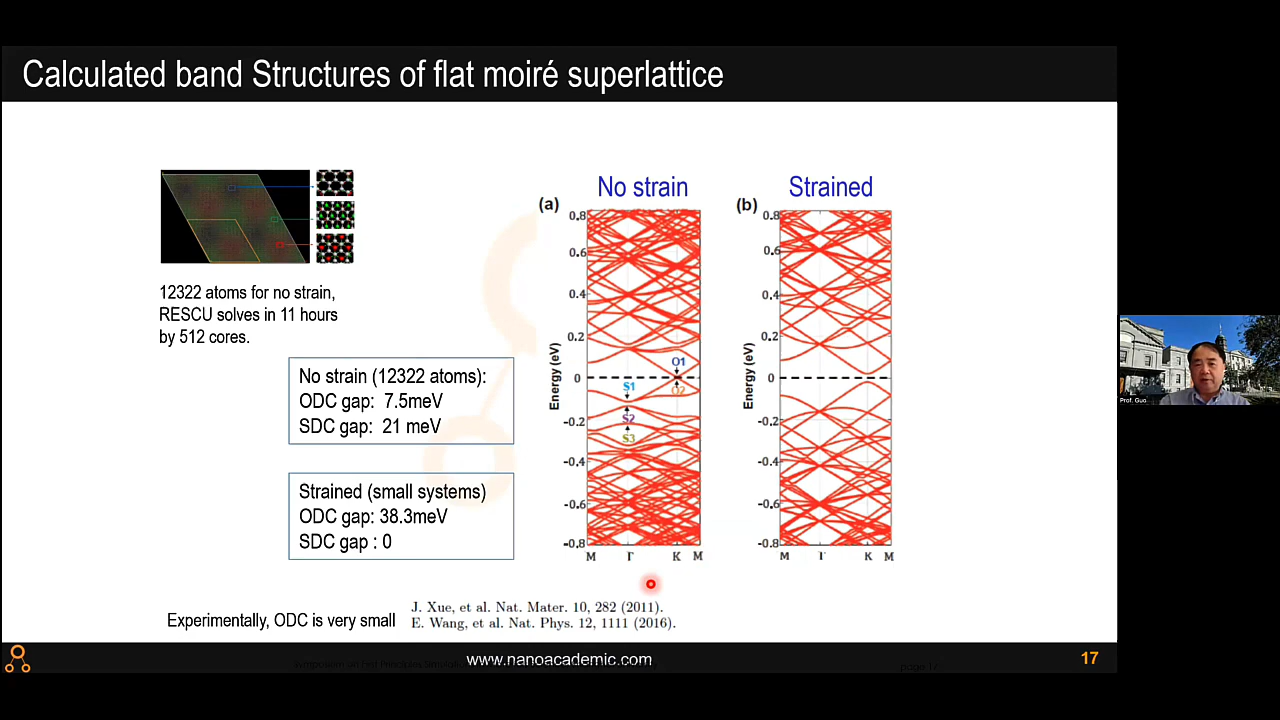 Calculated band Structures of flat moiré superlattice
12322 atoms for no strain,
RESCU solves in 11 hours
by 512 cores.
No strain (12322 atoms):
ODC gap: 7.5meV
SDC gap: 21 meV
Strained (small systems)
ODC gap: 38.3meV
SDC gap : 0
No strain
(a)
Energy (eV)
0.8
0.6
0.4
0.2
0
-0.2
-0.4
-0.6
-0.8
O1
O2
S1
S2
S3
M Γ K M
Strained
(b)
Energy (eV)
0.8
0.6
0.4
0.2
0
-0.2
-0.4
-0.6
-0.8
M Γ K M
Experimentally, ODC is very small
J. Xue, et al. Nat. Mater. 10, 282 (2011).
E. Wang, et al. Nat. Phys. 12, 1111 (2016).
www.nanoacademic.com
page 17
17
Prof. Guo